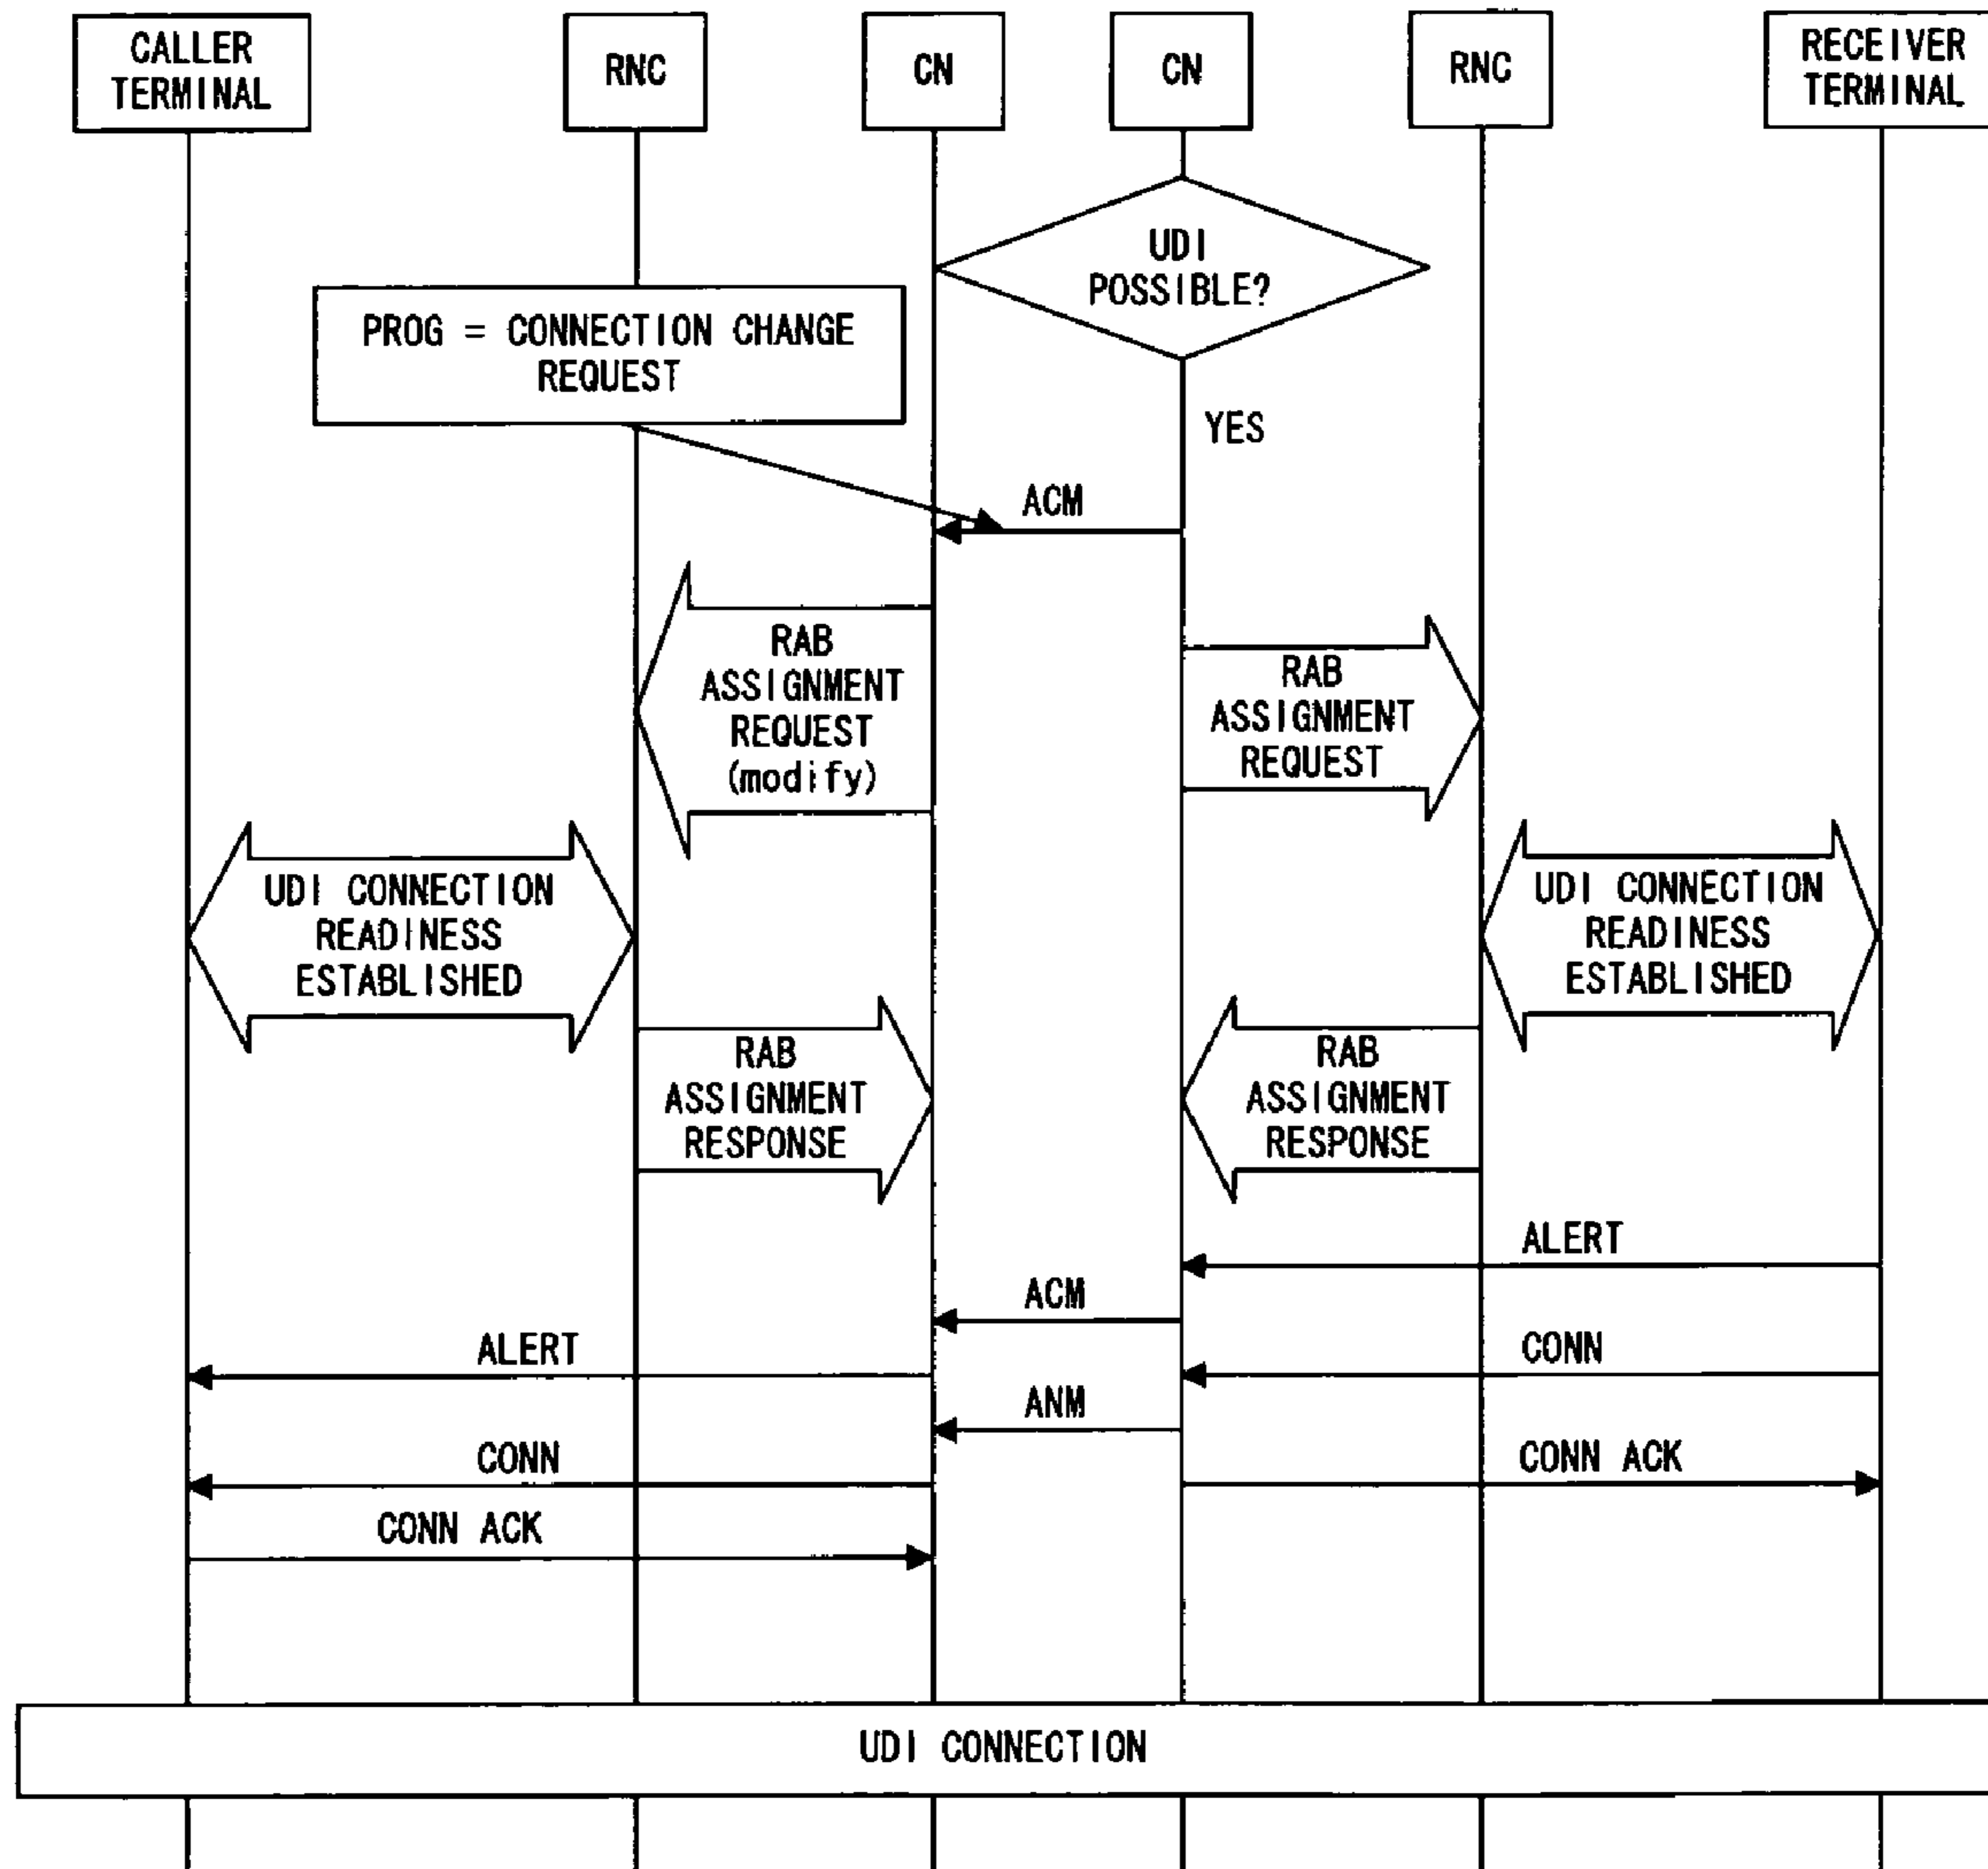 CALLER
TERMINAL
RNC
CN
CN
RNC
RECEIVER
TERMINAL
UDI
POSSIBLE?
PROG = CONNECTION CHANGE
REQUEST
YES
ACM
RAB
ASSIGNMENT
REQUEST
(modify)
RAB
ASSIGNMENT
REQUEST
UDI CONNECTION
READINESS
ESTABLISHED
UDI CONNECTION
READINESS
ESTABLISHED
RAB
ASSIGNMENT
RESPONSE
RAB
ASSIGNMENT
RESPONSE
ALERT
ACM
ALERT
CONN
ANM
CONN
CONN ACK
CONN ACK
UDI CONNECTION